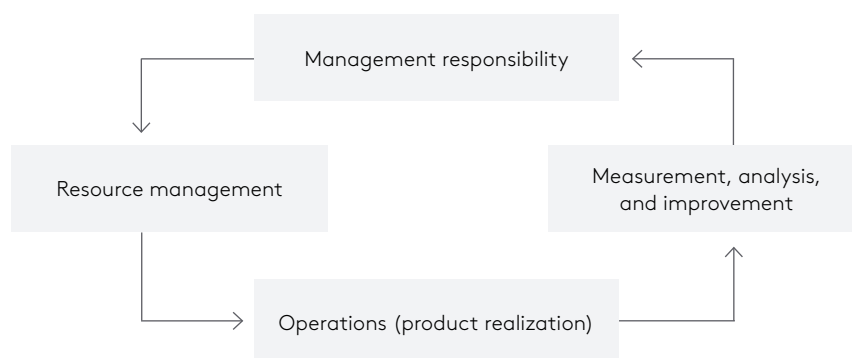 Management responsibility
Resource management
Measurement, analysis,
and improvement
Operations (product realization)